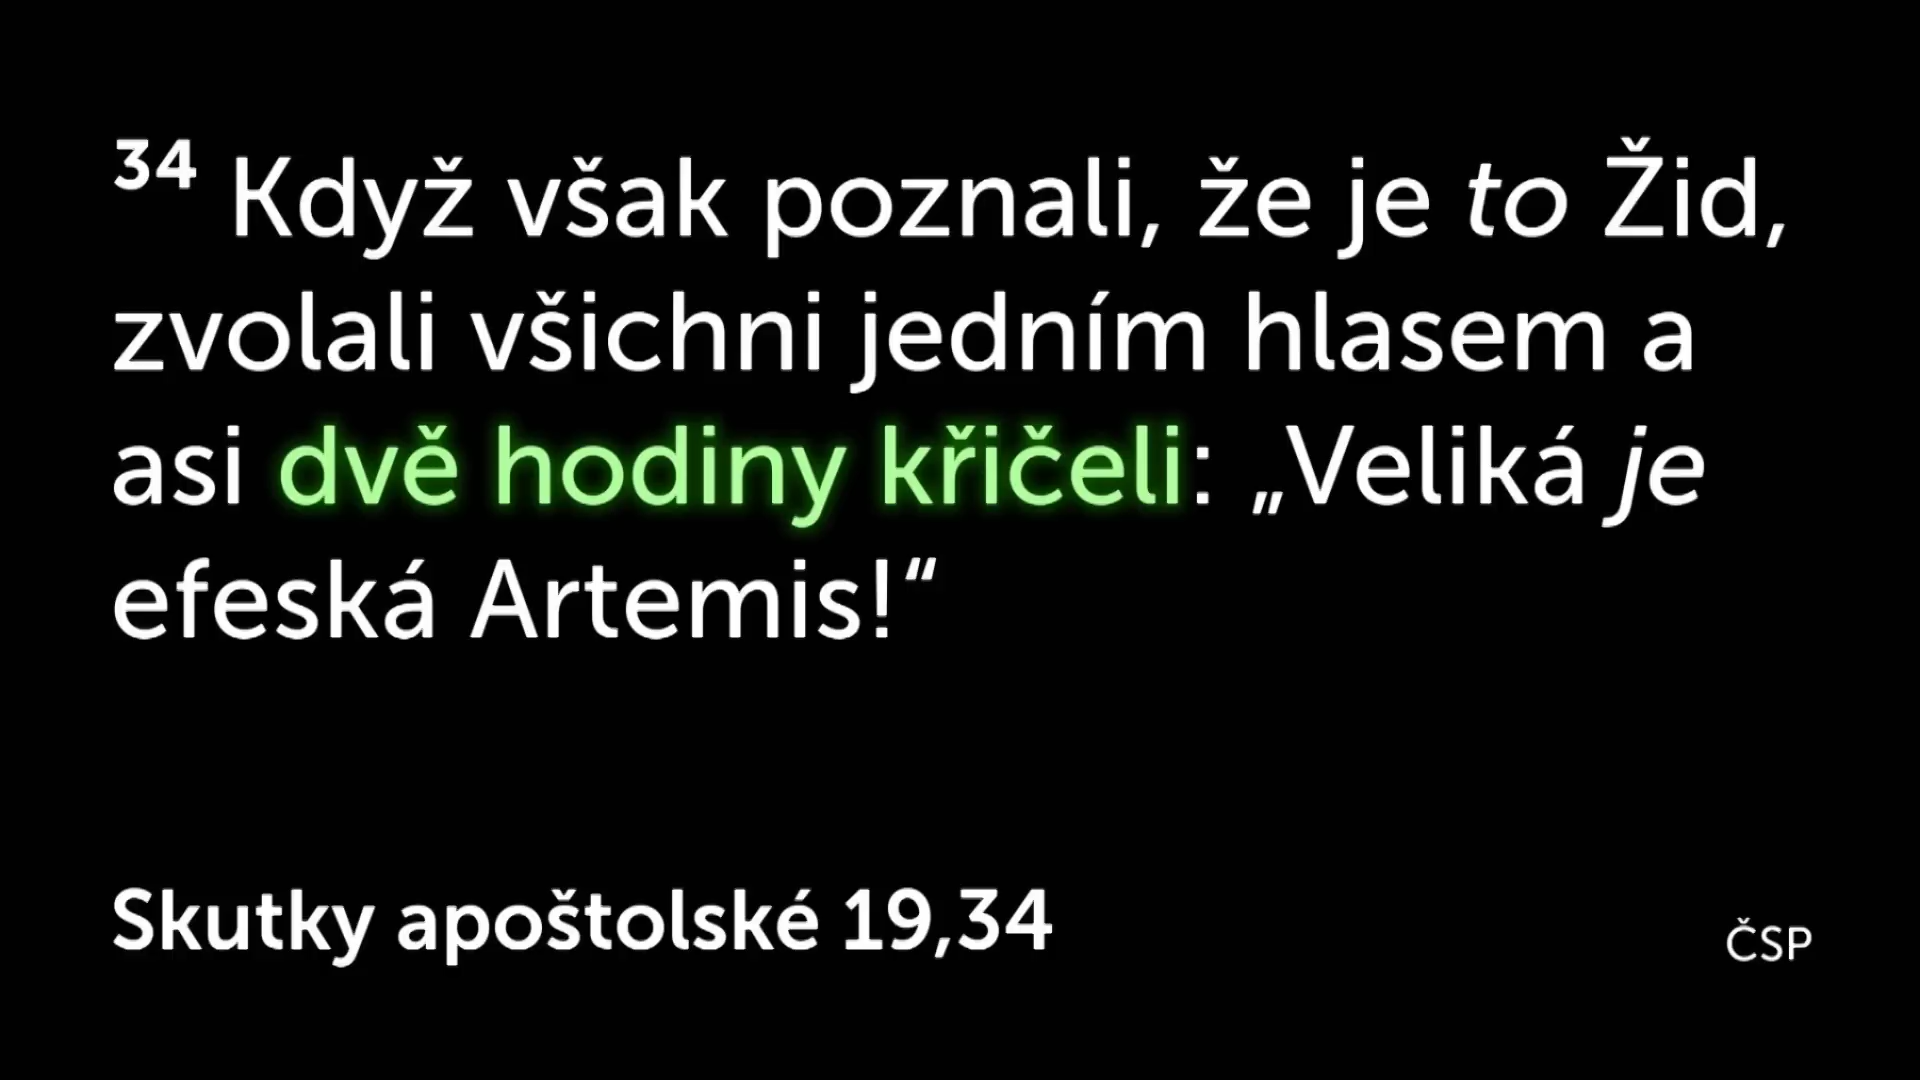 34 Když však poznali, že je to Žid,
zvolali všichni jedním hlasem a
asi dvě hodiny křičeli: „Veliká je
efeská Artemis!“
Skutky apoštolské 19,34
ČSP